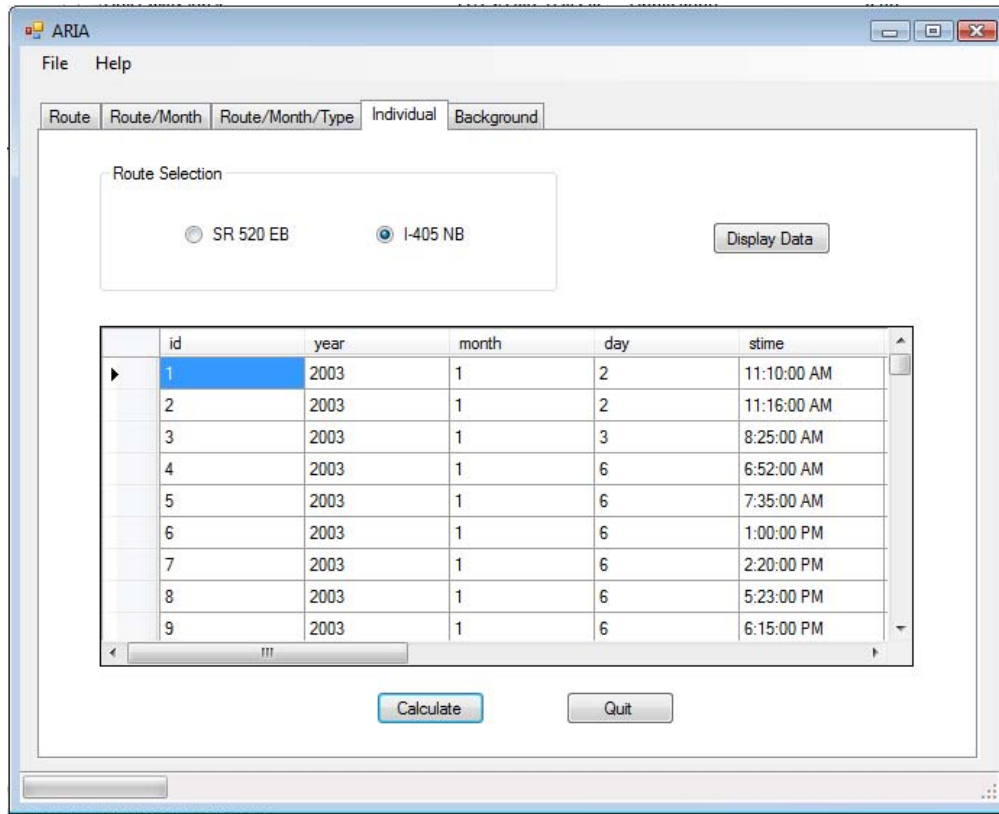 ARIA
File Help
Route Route/Month Route/Month/Type Individual Background
Route Selection
SR 520 EB I-405 NB
Display Data
id year month day stime
1 2003 1 2 11:10:00 AM
2 2003 1 2 11:16:00 AM
3 2003 1 3 8:25:00 AM
4 2003 1 6 6:52:00 AM
5 2003 1 6 7:35:00 AM
6 2003 1 6 1:00:00 PM
7 2003 1 6 2:20:00 PM
8 2003 1 6 5:23:00 PM
9 2003 1 6 6:15:00 PM
Calculate Quit